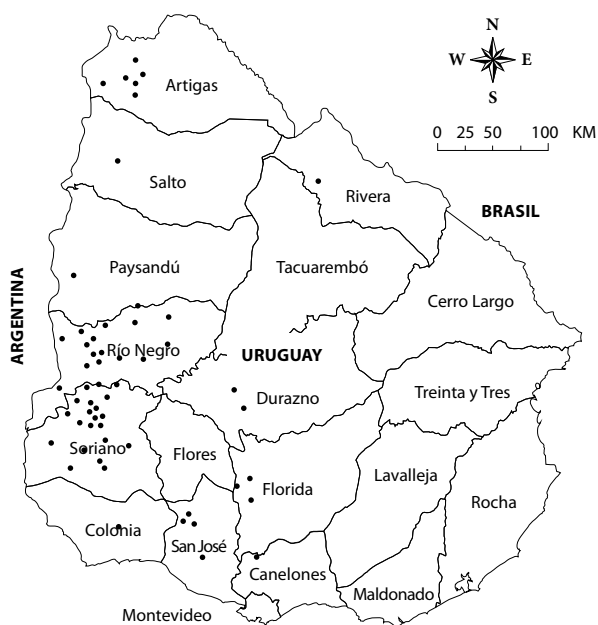 N
W E
S
0 25 50 100 KM
Artigas
Salto
Rivera
BRASIL
Paysandú
Tacuarembó
Cerro Largo
ARGENTINA
Río Negro
URUGUAY
Durazno
Treinta y Tres
Soriano
Flores
Lavalleja
Florida
Rocha
Colonia
San José
Canelones
Maldonado
Montevideo